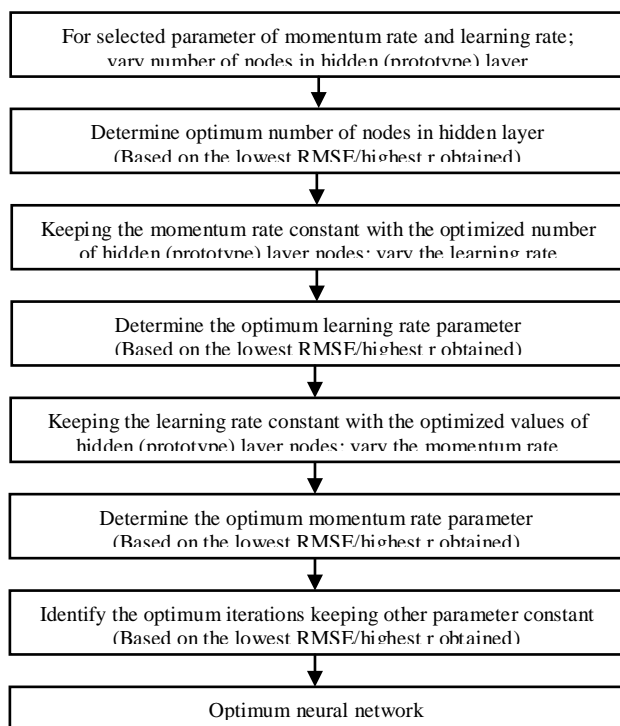 For selected parameter of momentum rate and learning rate;
vary number of nodes in hidden (prototype) layer
Determine optimum number of nodes in hidden layer
(Based on the lowest RMSE/highest r obtained)
Keeping the momentum rate constant with the optimized number
of hidden (prototype) layer nodes; vary the learning rate
Determine the optimum learning rate parameter
(Based on the lowest RMSE/highest r obtained)
Keeping the learning rate constant with the optimized values of
hidden (prototype) layer nodes; vary the momentum rate
Determine the optimum momentum rate parameter
(Based on the lowest RMSE/highest r obtained)
Identify the optimum iterations keeping other parameter constant
(Based on the lowest RMSE/highest r obtained)
Optimum neural network